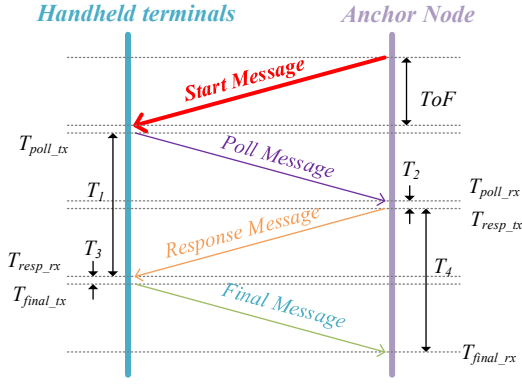 Handheld terminals
Anchor Node
Start Message
ToF
T_poll_tx
Poll Message
T_2
T_poll_rx
T_1
T_resp_tx
Response Message
T_3
T_resp_rx
T_4
T_final_tx
Final Message
T_final_rx